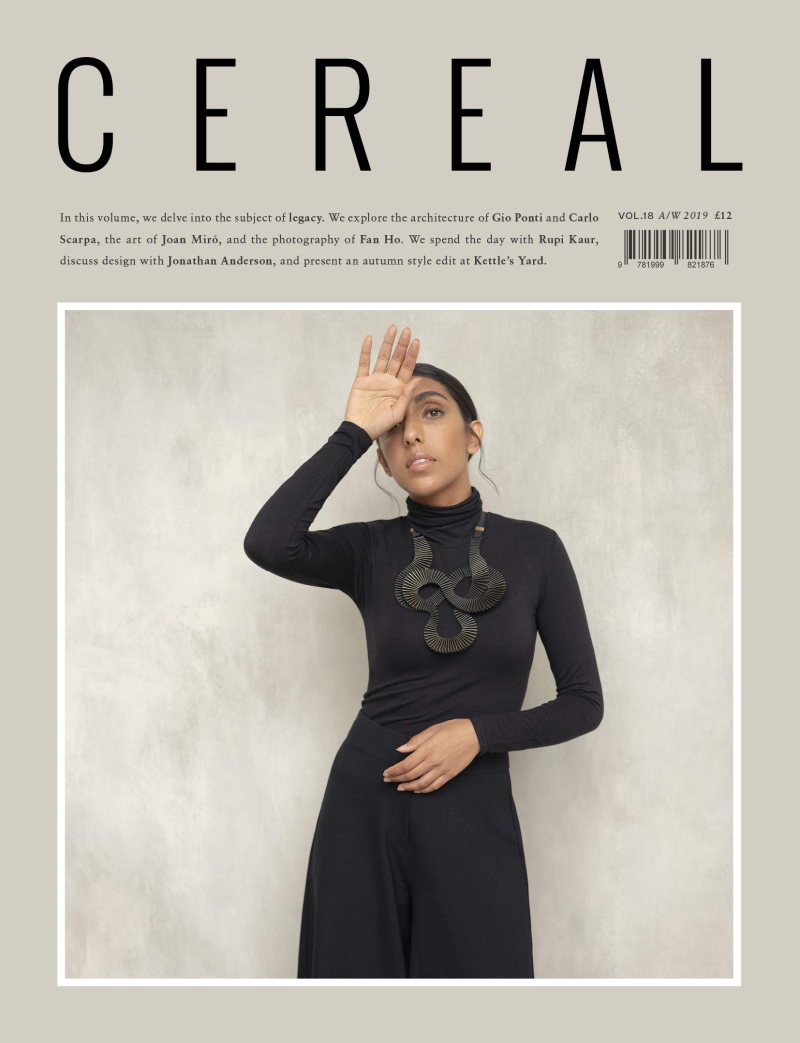 CEREAL
In this volume, we delve into the subject of legacy. We explore the architecture of Gio Ponti and Carlo
Scarpa, the art of Joan Miró, and the photography of Fan Ho. We spend the day with Rupi Kaur,
discuss design with Jonathan Anderson, and present an autumn style edit at Kettle's Yard.
VOL.18 A/W 2019 £12
9 781999 821876